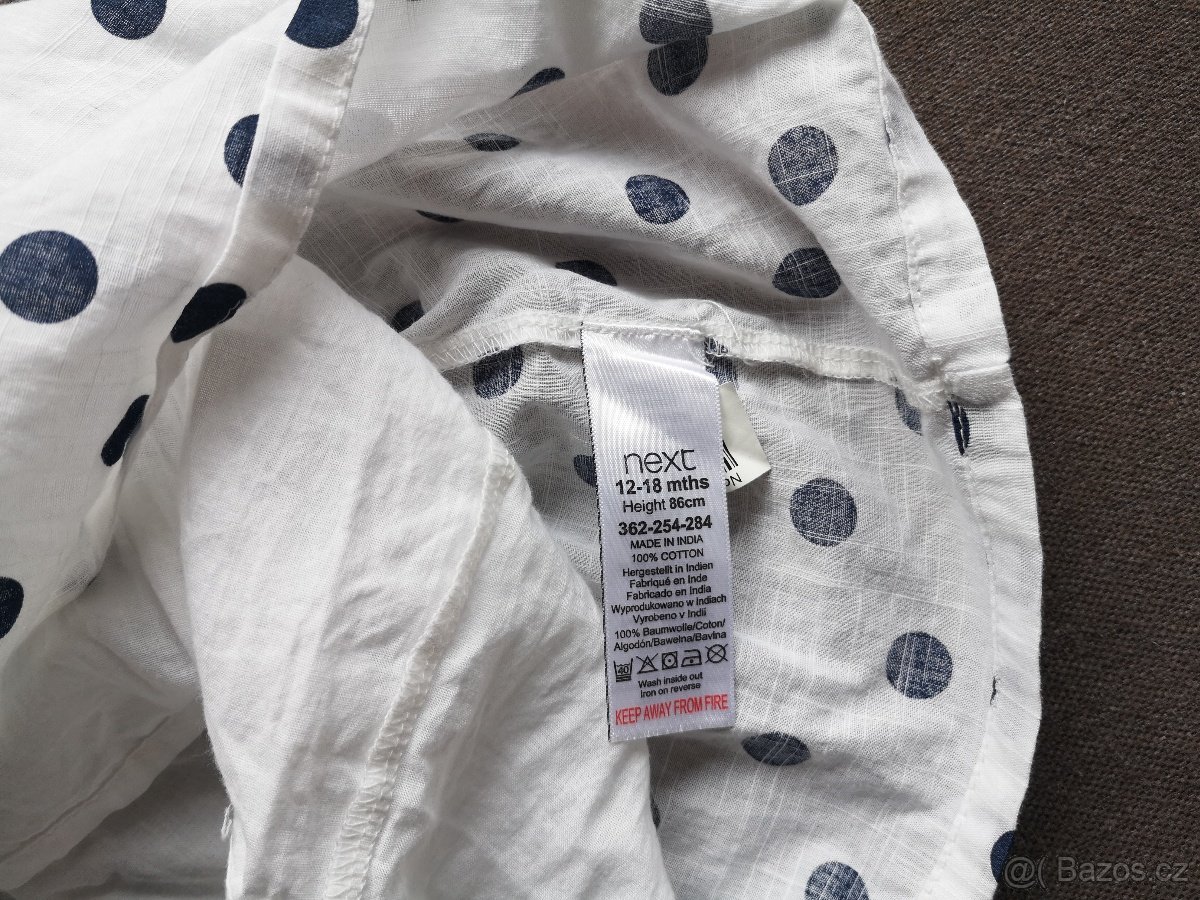 next
12-18 mths
Height 86cm
362-254-284
MADE IN INDIA
100% COTTON
Hergestellt in Indien
Fabriqué en Inde
Fabricado en India
Wyprodukowano w Indiach
Vyrobeno v Indii
100% Baumwolle/Coton/
Algodón/Bawełna/Bavlna
40
Wash inside out
Iron on reverse
KEEP AWAY FROM FIRE
@( Bazos.cz